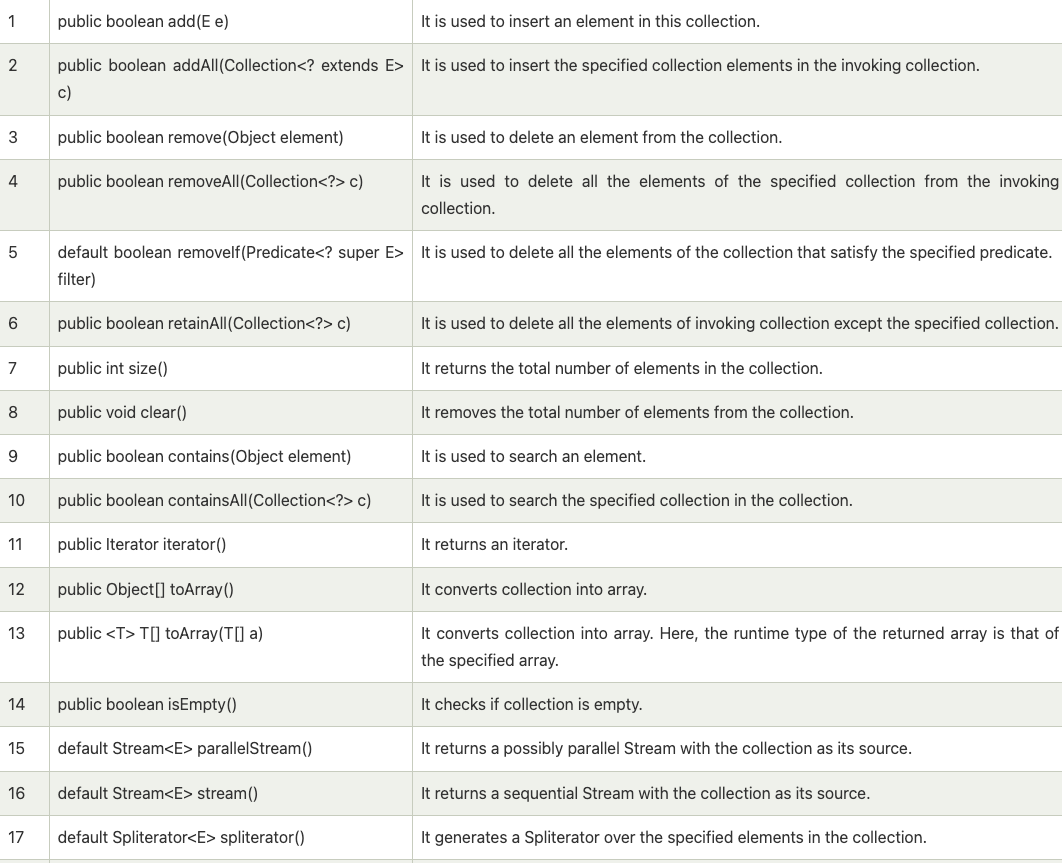 1 public boolean add(E e) It is used to insert an element in this collection.
2 public boolean addAll(Collection<? extends E> It is used to insert the specified collection elements in the invoking collection.
c)
3 public boolean remove(Object element) It is used to delete an element from the collection.
4 public boolean removeAll(Collection<?> c) It is used to delete all the elements of the specified collection from the invoking
collection.
5 default boolean removeIf(Predicate<? super E> It is used to delete all the elements of the collection that satisfy the specified predicate.
filter)
6 public boolean retainAll(Collection<?> c) It is used to delete all the elements of invoking collection except the specified collection.
7 public int size() It returns the total number of elements in the collection.
8 public void clear() It removes the total number of elements from the collection.
9 public boolean contains(Object element) It is used to search an element.
10 public boolean containsAll(Collection<?> c) It is used to search the specified collection in the collection.
11 public Iterator iterator() It returns an iterator.
12 public Object[] toArray() It converts collection into array.
13 public <T> T[] toArray(T[] a) It converts collection into array. Here, the runtime type of the returned array is that of
the specified array.
14 public boolean isEmpty() It checks if collection is empty.
15 default Stream<E> parallelStream() It returns a possibly parallel Stream with the collection as its source.
16 default Stream<E> stream() It returns a sequential Stream with the collection as its source.
17 default Spliterator<E> spliterator() It generates a Spliterator over the specified elements in the collection.